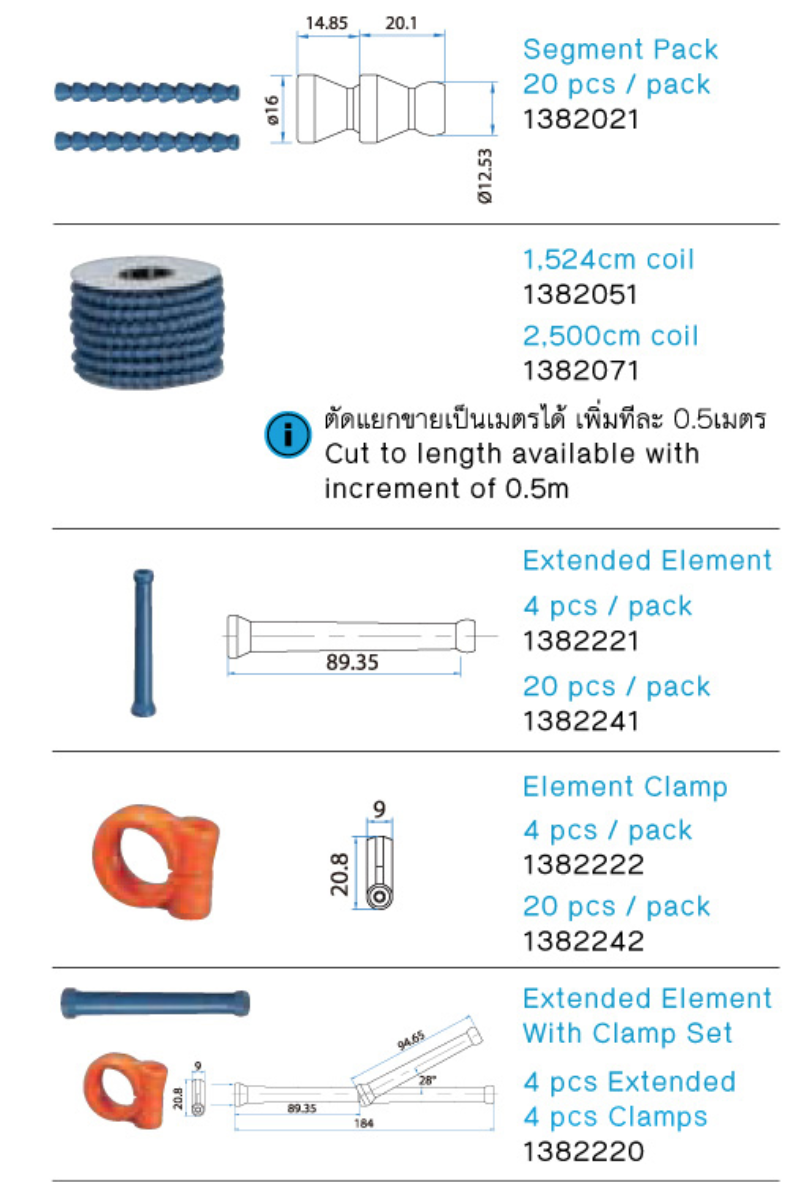 14.85
20.1
ø16
Ø12.53
Segment Pack
20 pcs / pack
1382021
1,524cm coil
1382051
2,500cm coil
1382071
i
ตัดแยกขายเป็นเมตรได้ เพิ่มทีละ 0.5เมตร
Cut to length available with
increment of 0.5m
89.35
Extended Element
4 pcs / pack
1382221
20 pcs / pack
1382241
9
20.8
Element Clamp
4 pcs / pack
1382222
20 pcs / pack
1382242
9
20.8
94.65
28°
89.35
184
Extended Element
With Clamp Set
4 pcs Extended
4 pcs Clamps
1382220